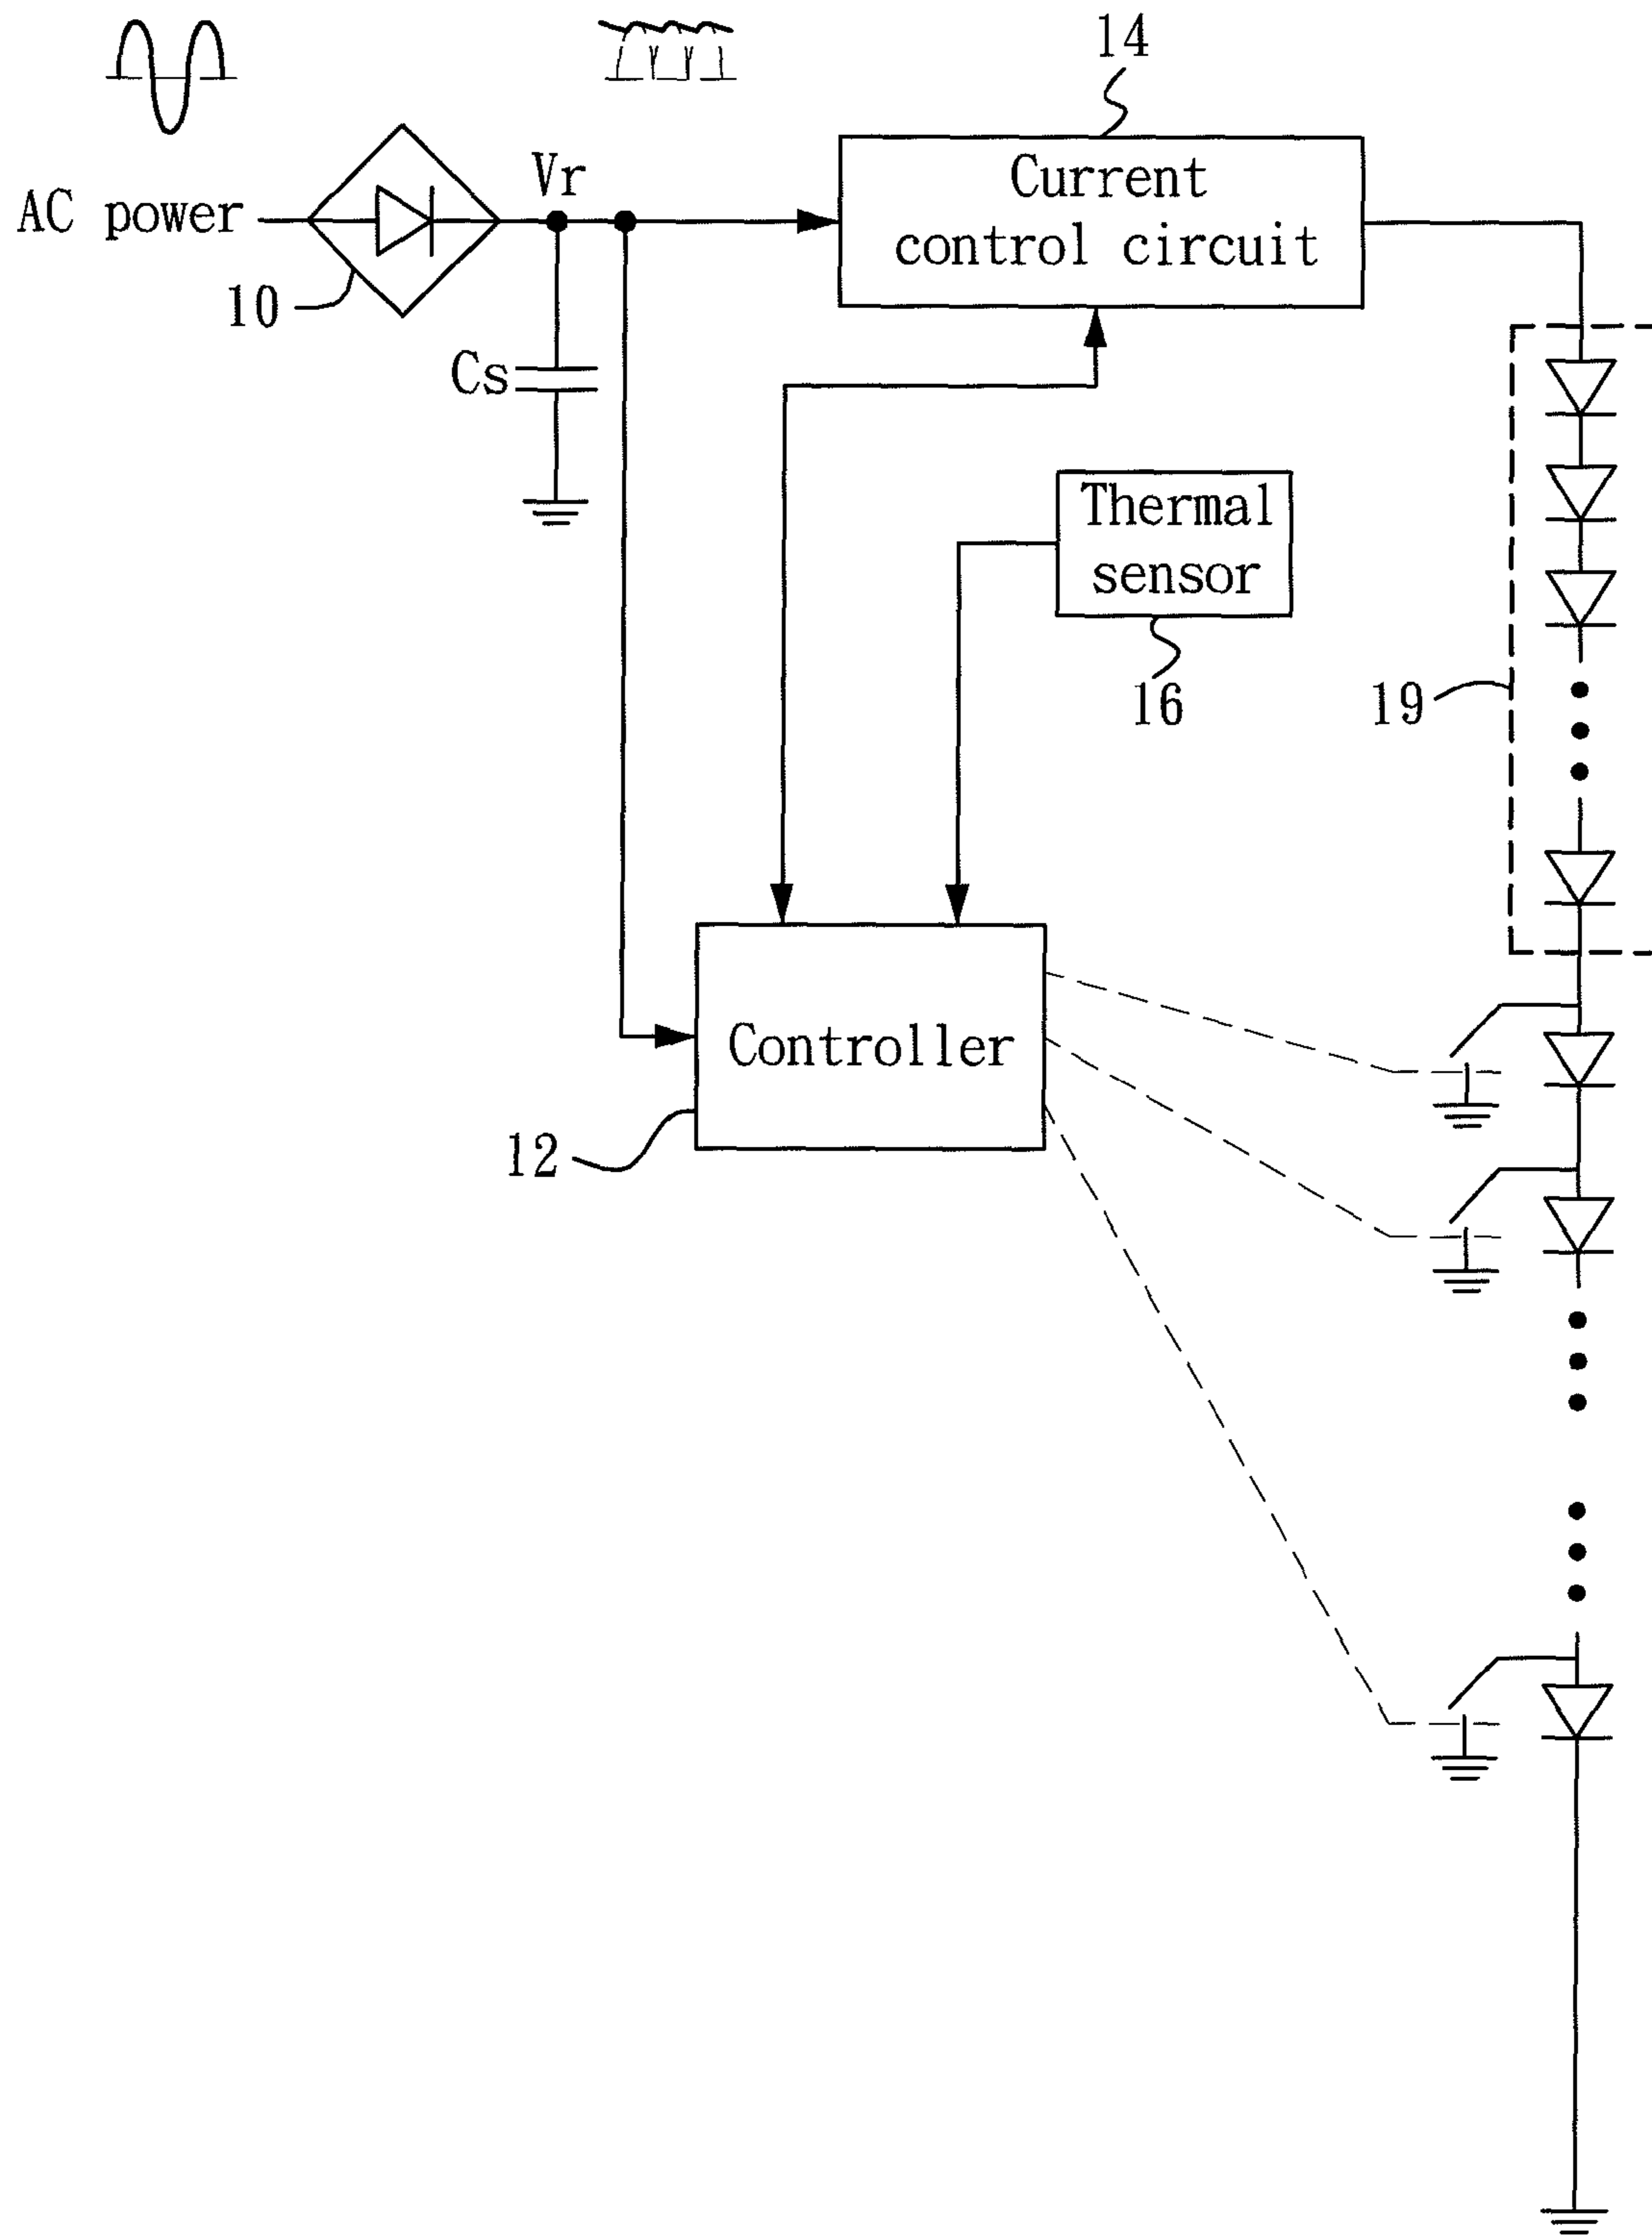 14
Vr
Current
control circuit
AC power
10
Cs
Thermal
sensor
16
19
Controller
12